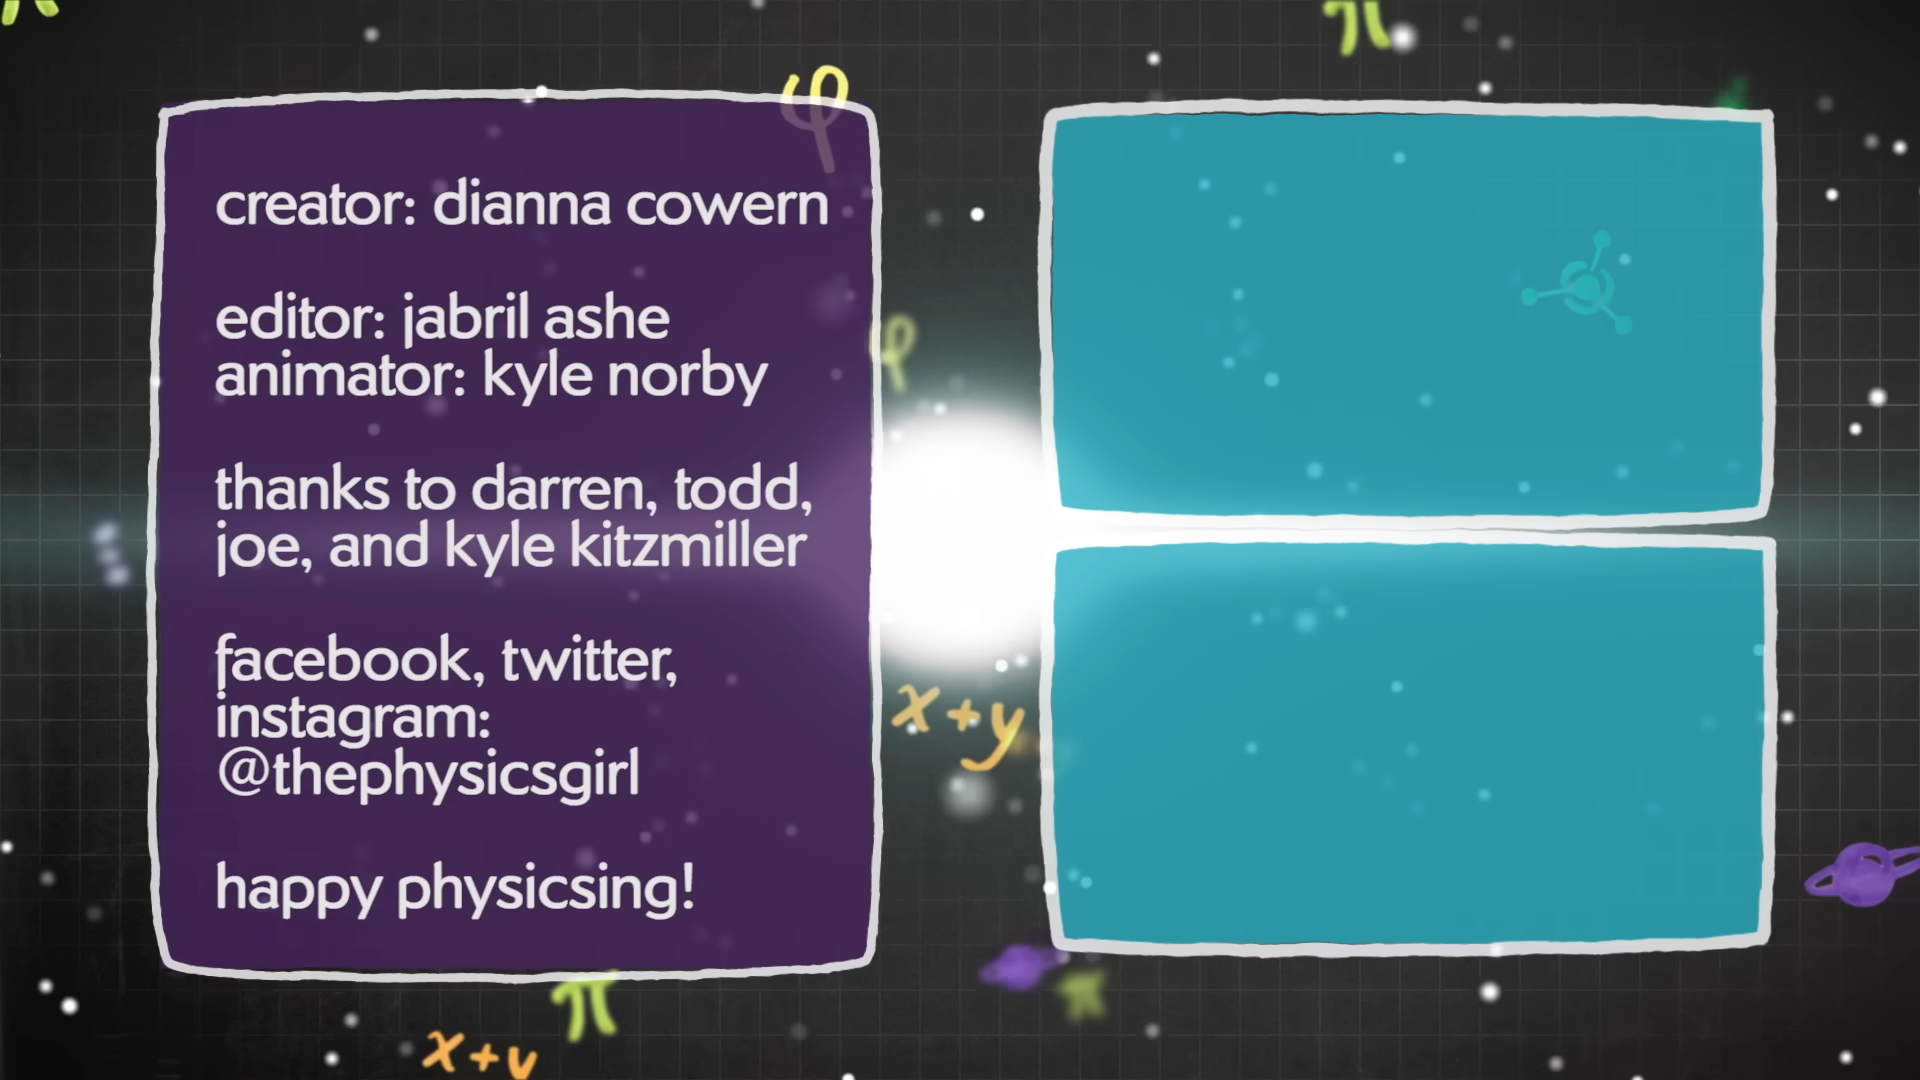 π
π
φ
creator: dianna cowern
editor: jabril ashe
φ
animator: kyle norby
thanks to darren, todd,
joe, and kyle kitzmiller
facebook, twitter,
instagram:
x+y
@thephysicsgirl
happy physicsing!
π
π
x+y